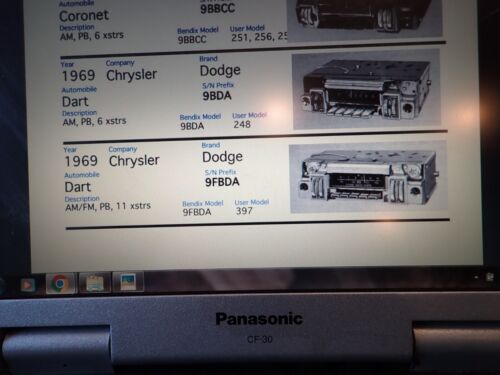 Automobile
Coronet 9BBCC
Description Bendix Model User Model
AM, PB, 6 xstrs 9BBCC 251, 256, 25
Year Company Brand
1969 Chrysler Dodge
Automobile S/N Prefix
Dart 9BDA
Description Bendix Model User Model
AM, PB, 6 xstrs 9BDA 248
Year Company Brand
1969 Chrysler Dodge
Automobile S/N Prefix
Dart 9FBDA
Description Bendix Model User Model
AM/FM, PB, 11 xstrs 9FBDA 397
Panasonic
CF-30